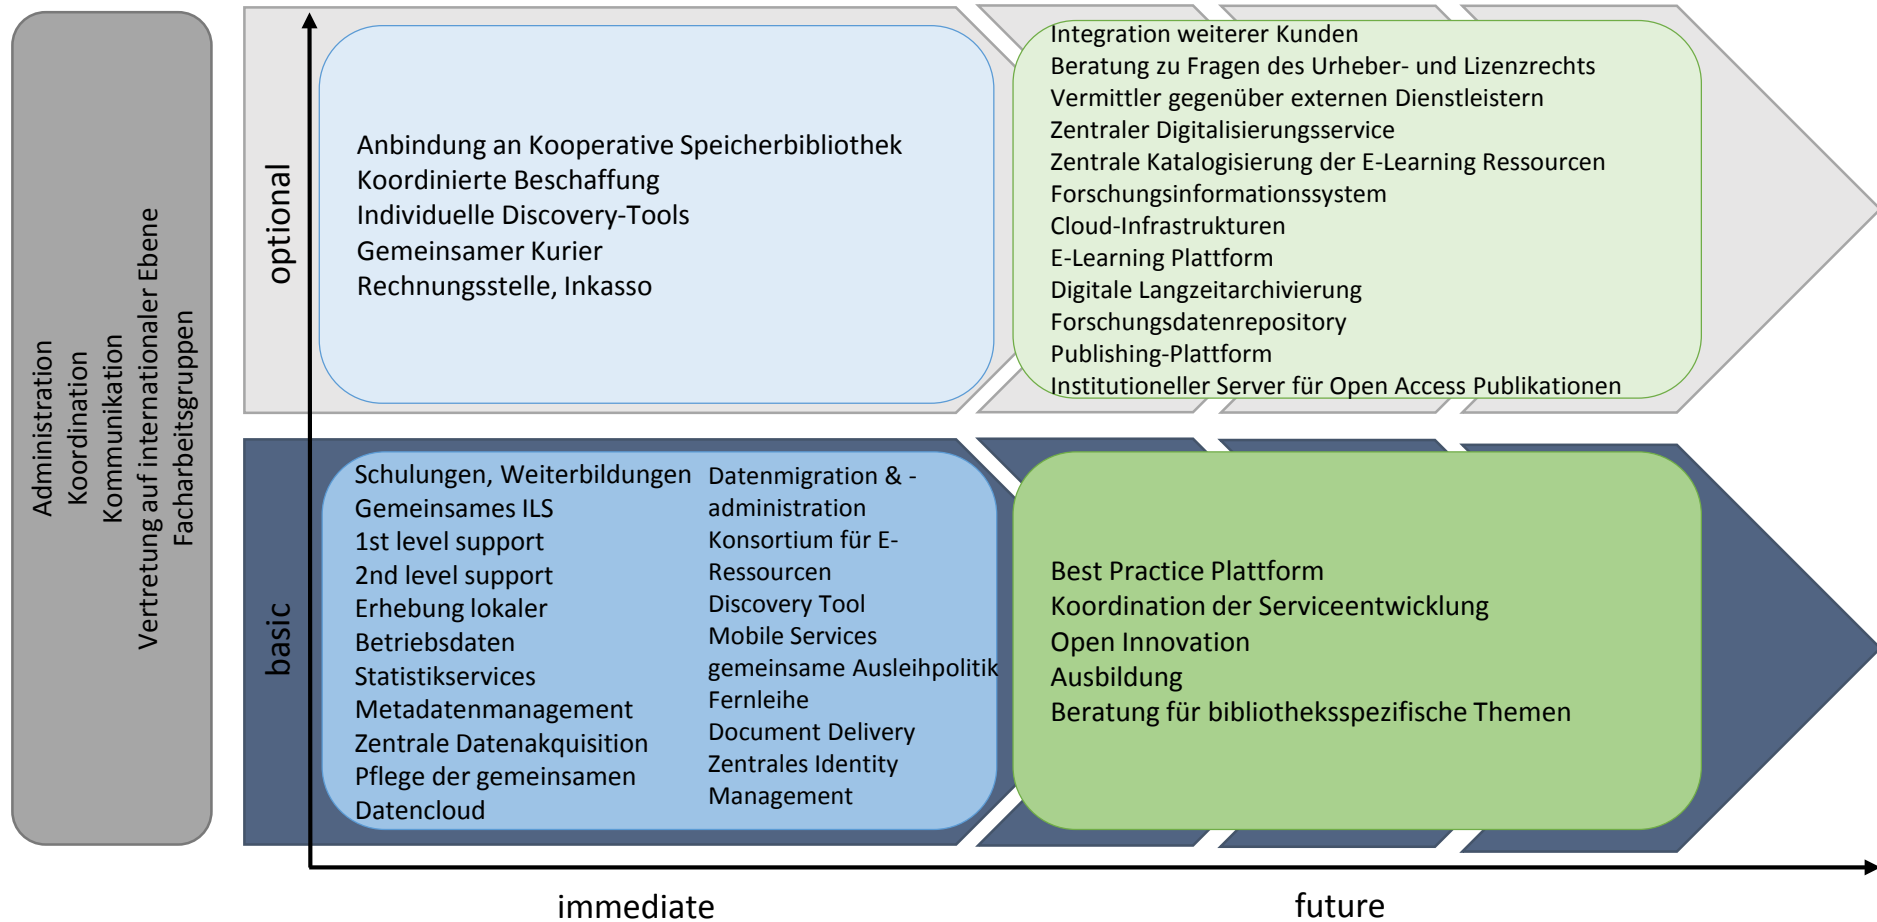 Administration
Koordination
Kommunikation
Vertretung auf internationaler Ebene
Facharbeitsgruppen
optional
Anbindung an Kooperative Speicherbibliothek
Koordinierte Beschaffung
Individuelle Discovery-Tools
Gemeinsamer Kurier
Rechnungsstelle, Inkasso
Integration weiterer Kunden
Beratung zu Fragen des Urheber- und Lizenzrechts
Vermittler gegenüber externen Dienstleistern
Zentraler Digitalisierungsservice
Zentrale Katalogisierung der E-Learning Ressourcen
Forschungsinformationssystem
Cloud-Infrastrukturen
E-Learning Plattform
Digitale Langzeitarchivierung
Forschungsdatenrepository
Publishing-Plattform
Institutioneller Server für Open Access Publikationen
basic
Schulungen, Weiterbildungen
Gemeinsames ILS
1st level support
2nd level support
Erhebung lokaler
Betriebsdaten
Statistikservices
Metadatenmanagement
Zentrale Datenakquisition
Pflege der gemeinsamen
Datencloud
Datenmigration & -
administration
Konsortium für E-
Ressourcen
Discovery Tool
Mobile Services
gemeinsame Ausleihpolitik
Fernleihe
Document Delivery
Zentrales Identity
Management
Best Practice Plattform
Koordination der Serviceentwicklung
Open Innovation
Ausbildung
Beratung für bibliotheksspezifische Themen
immediate
future